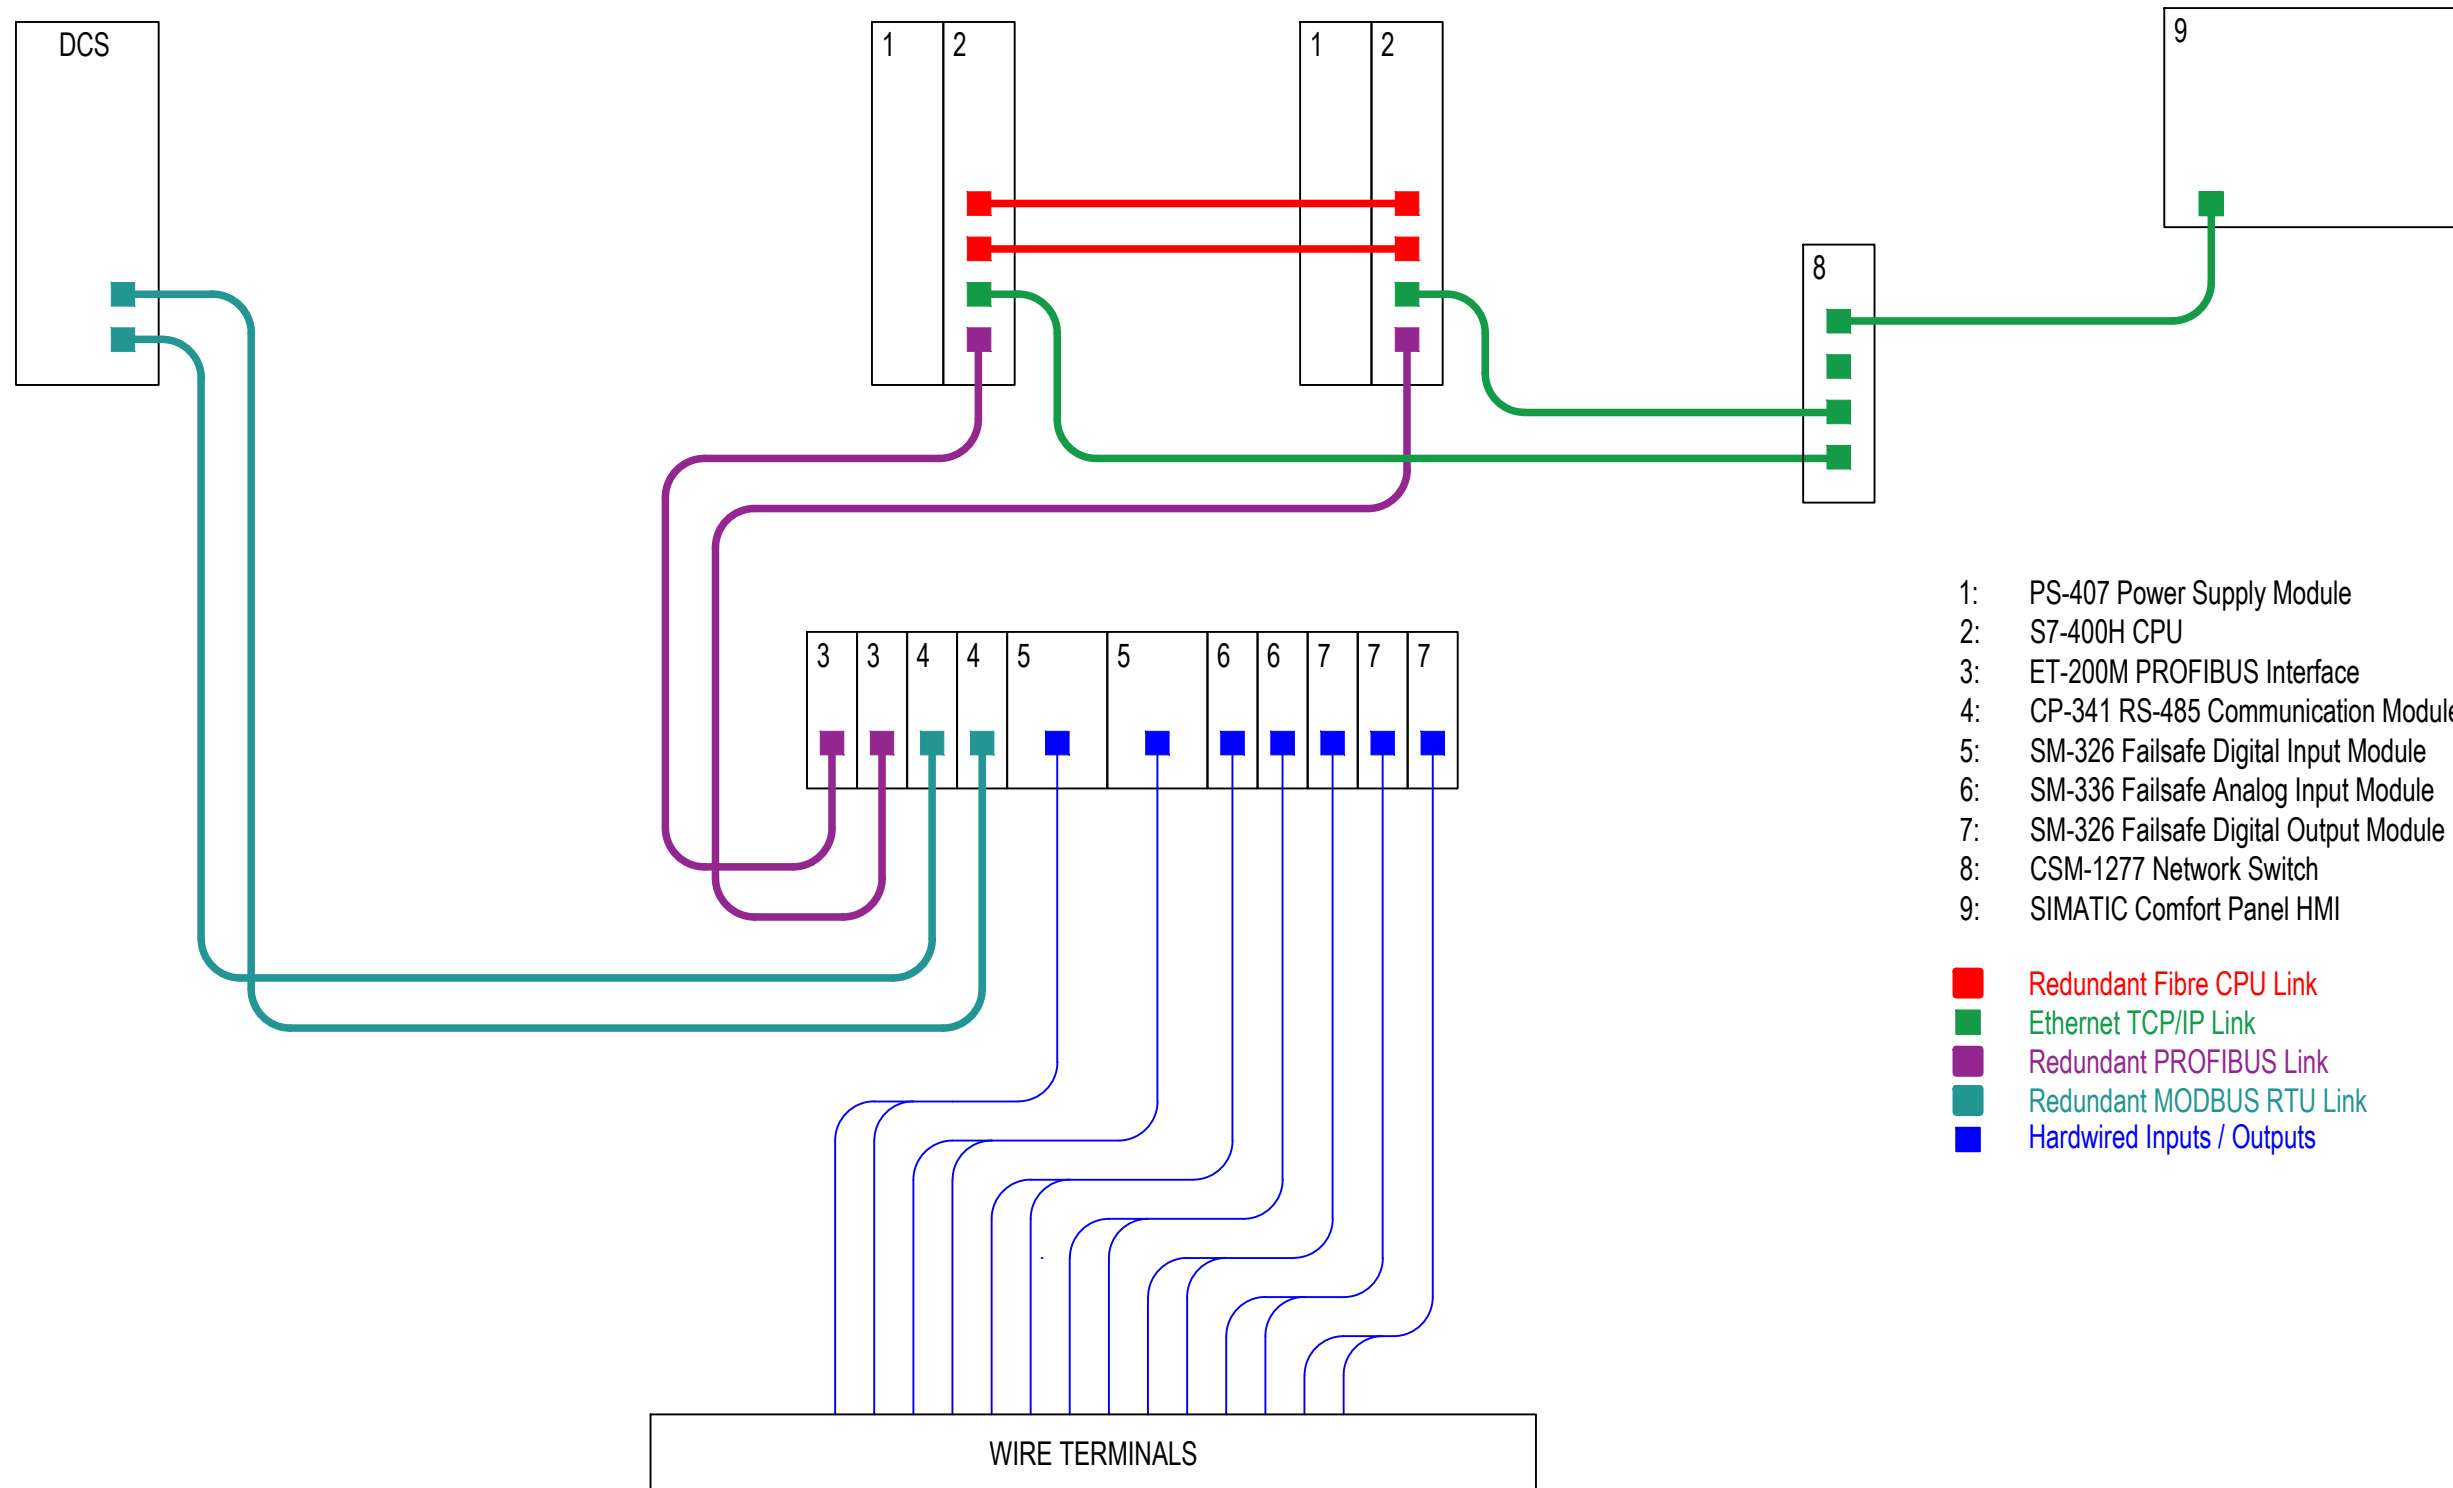 DCS
1 2
1 2
9
8
3 3 4 4 5 5 6 6 7 7 7
1: PS-407 Power Supply Module
2: S7-400H CPU
3: ET-200M PROFIBUS Interface
4: CP-341 RS-485 Communication Module
5: SM-326 Failsafe Digital Input Module
6: SM-336 Failsafe Analog Input Module
7: SM-326 Failsafe Digital Output Module
8: CSM-1277 Network Switch
9: SIMATIC Comfort Panel HMI
Redundant Fibre CPU Link
Ethernet TCP/IP Link
Redundant PROFIBUS Link
Redundant MODBUS RTU Link
Hardwired Inputs / Outputs
WIRE TERMINALS